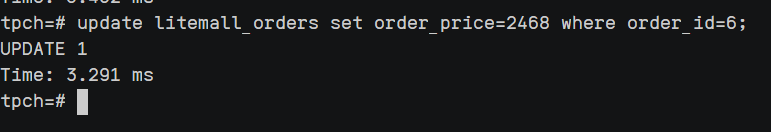 tpch=# update litemall_orders set order_price=2468 where order_id=6;
UPDATE 1
Time: 3.291 ms
tpch=#